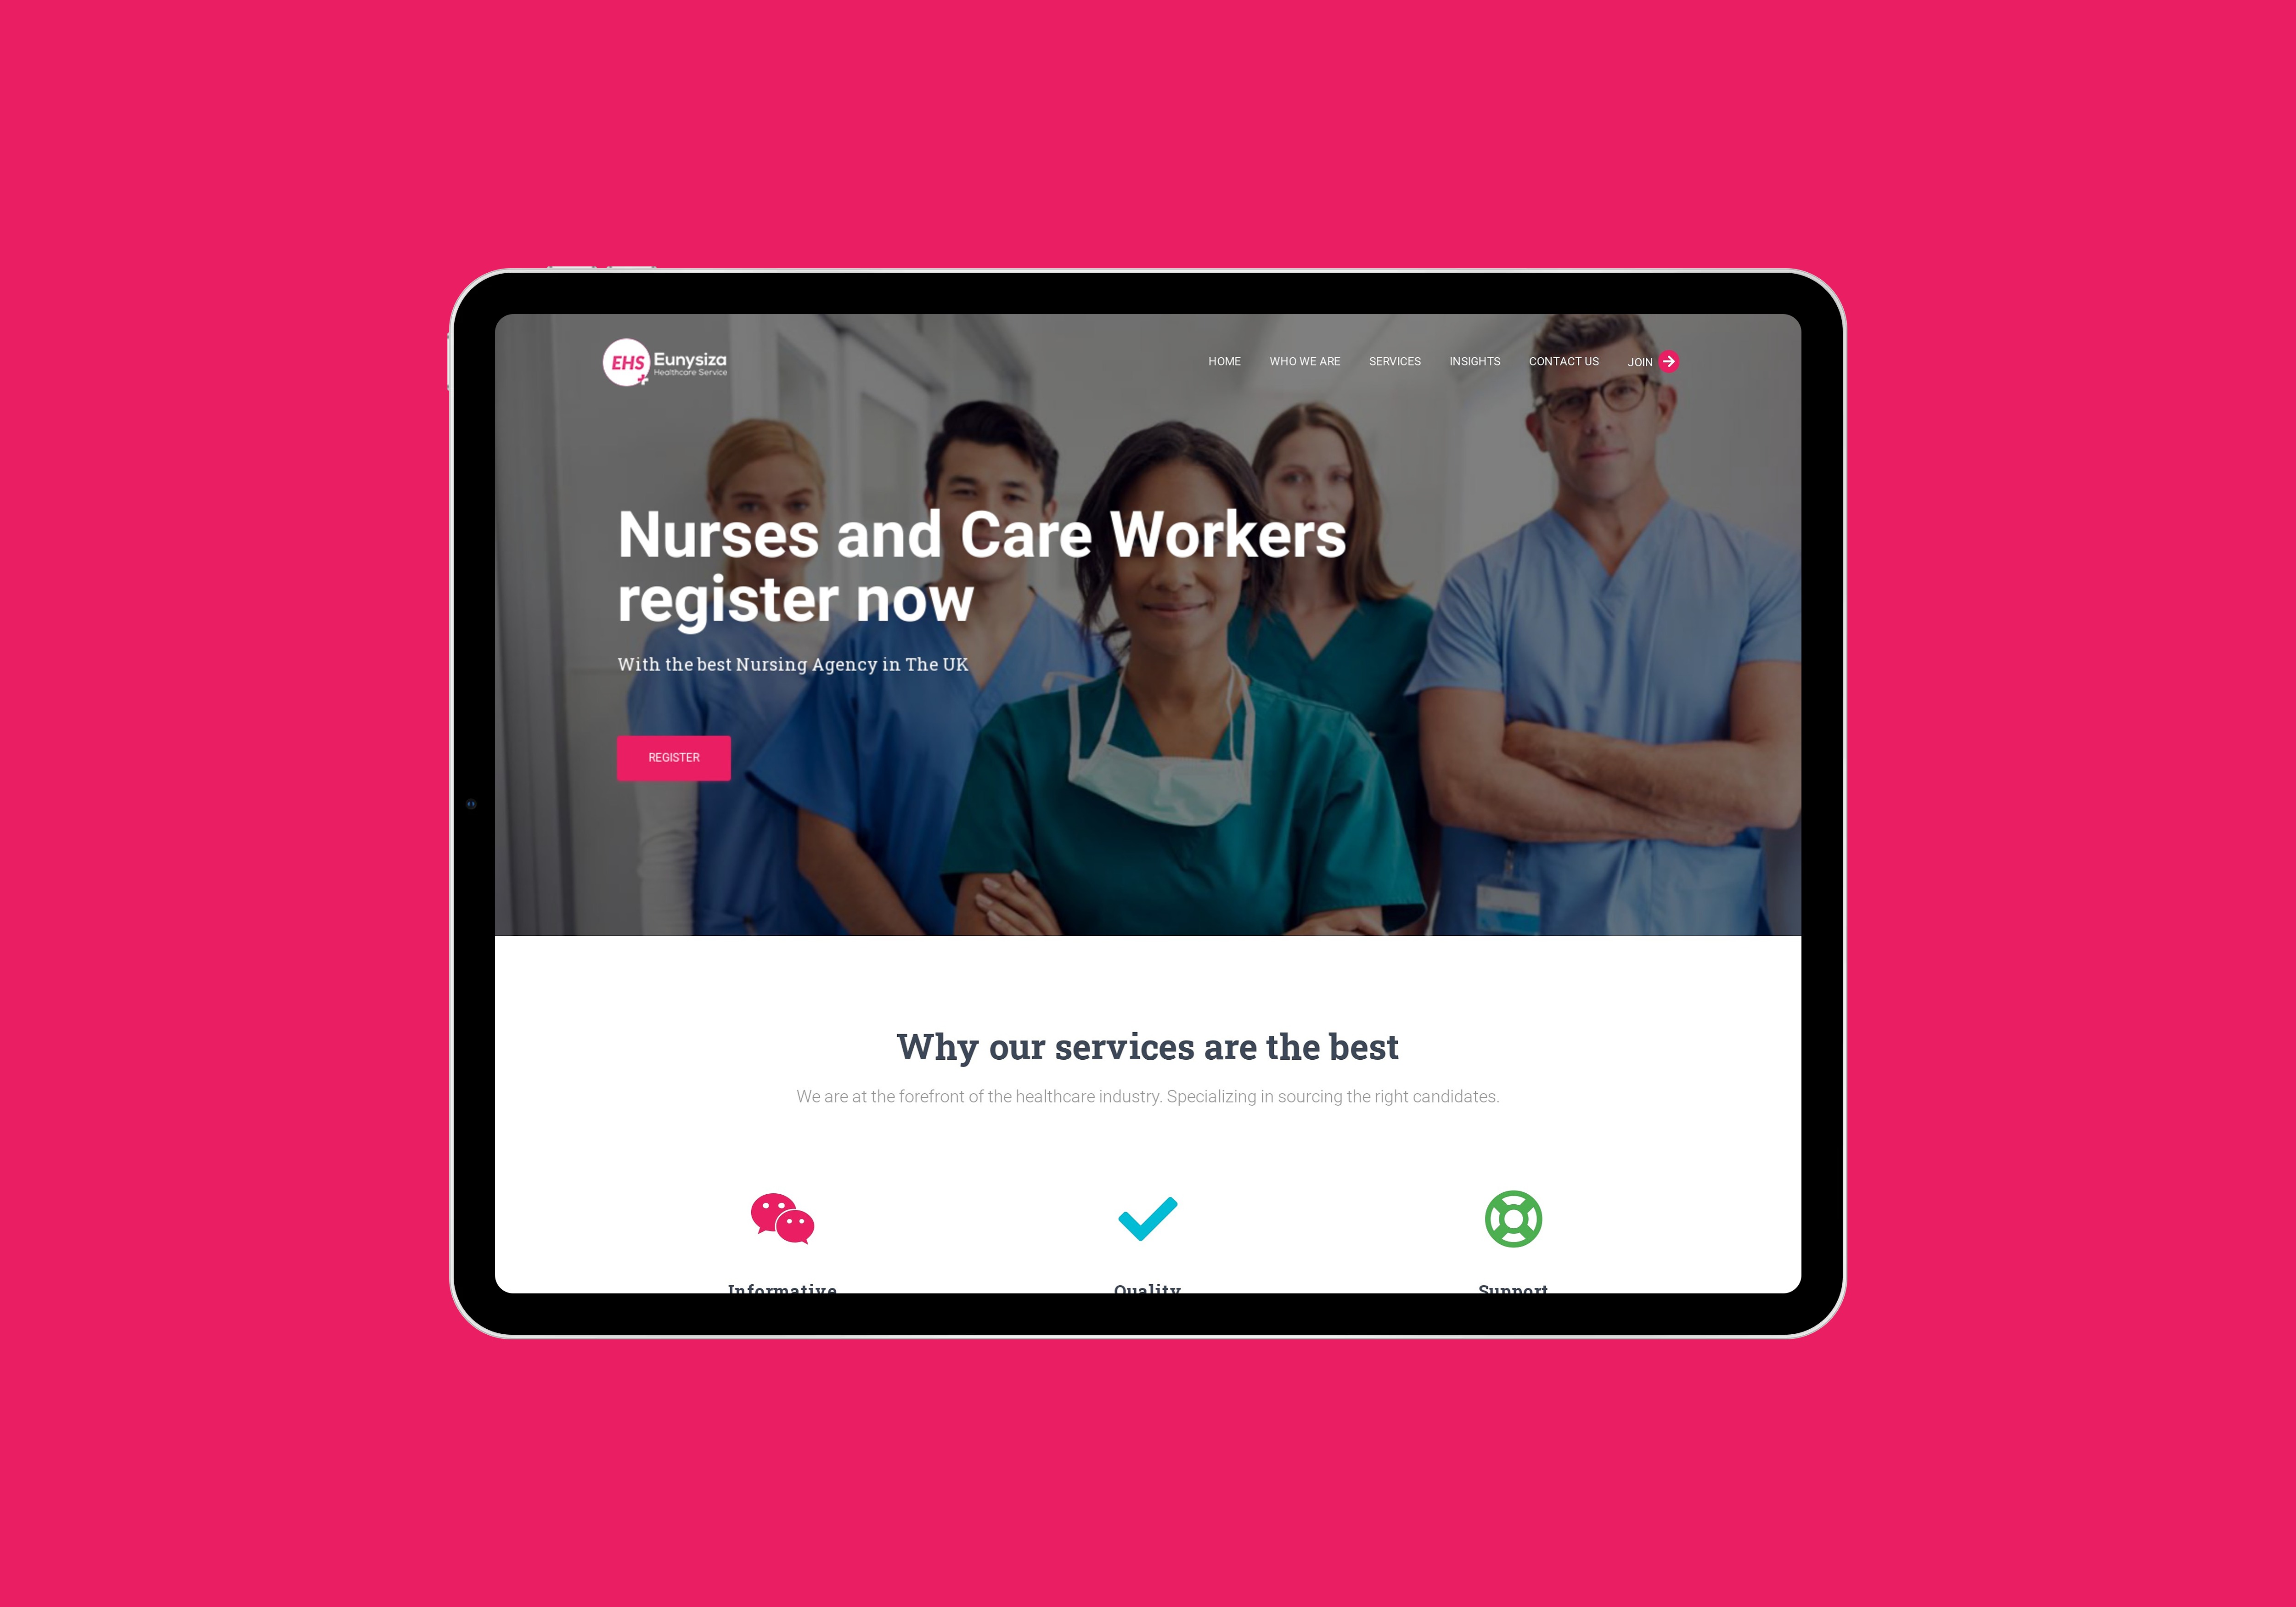 EHS
Eunysiza
Healthcare Service
HOME WHO WE ARE SERVICES INSIGHTS CONTACT US JOIN
Nurses and Care Workers
register now
With the best Nursing Agency in The UK
REGISTER
Why our services are the best
We are at the forefront of the healthcare industry. Specializing in sourcing the right candidates.
Informative Quality Support